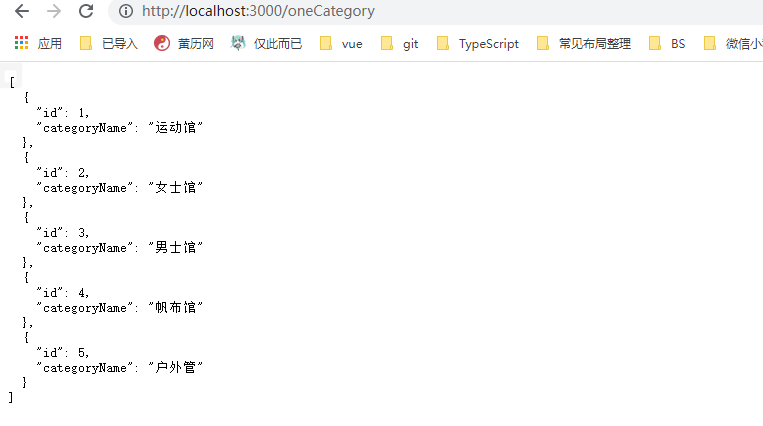 http://localhost:3000/oneCategory
应用 已导入 黄历网 仅此而已 vue git TypeScript 常见布局整理 BS 微信小
[
  {
    "id": 1,
    "categoryName": "运动馆"
  },
  {
    "id": 2,
    "categoryName": "女士馆"
  },
  {
    "id": 3,
    "categoryName": "男士馆"
  },
  {
    "id": 4,
    "categoryName": "帆布馆"
  },
  {
    "id": 5,
    "categoryName": "户外管"
  }
]